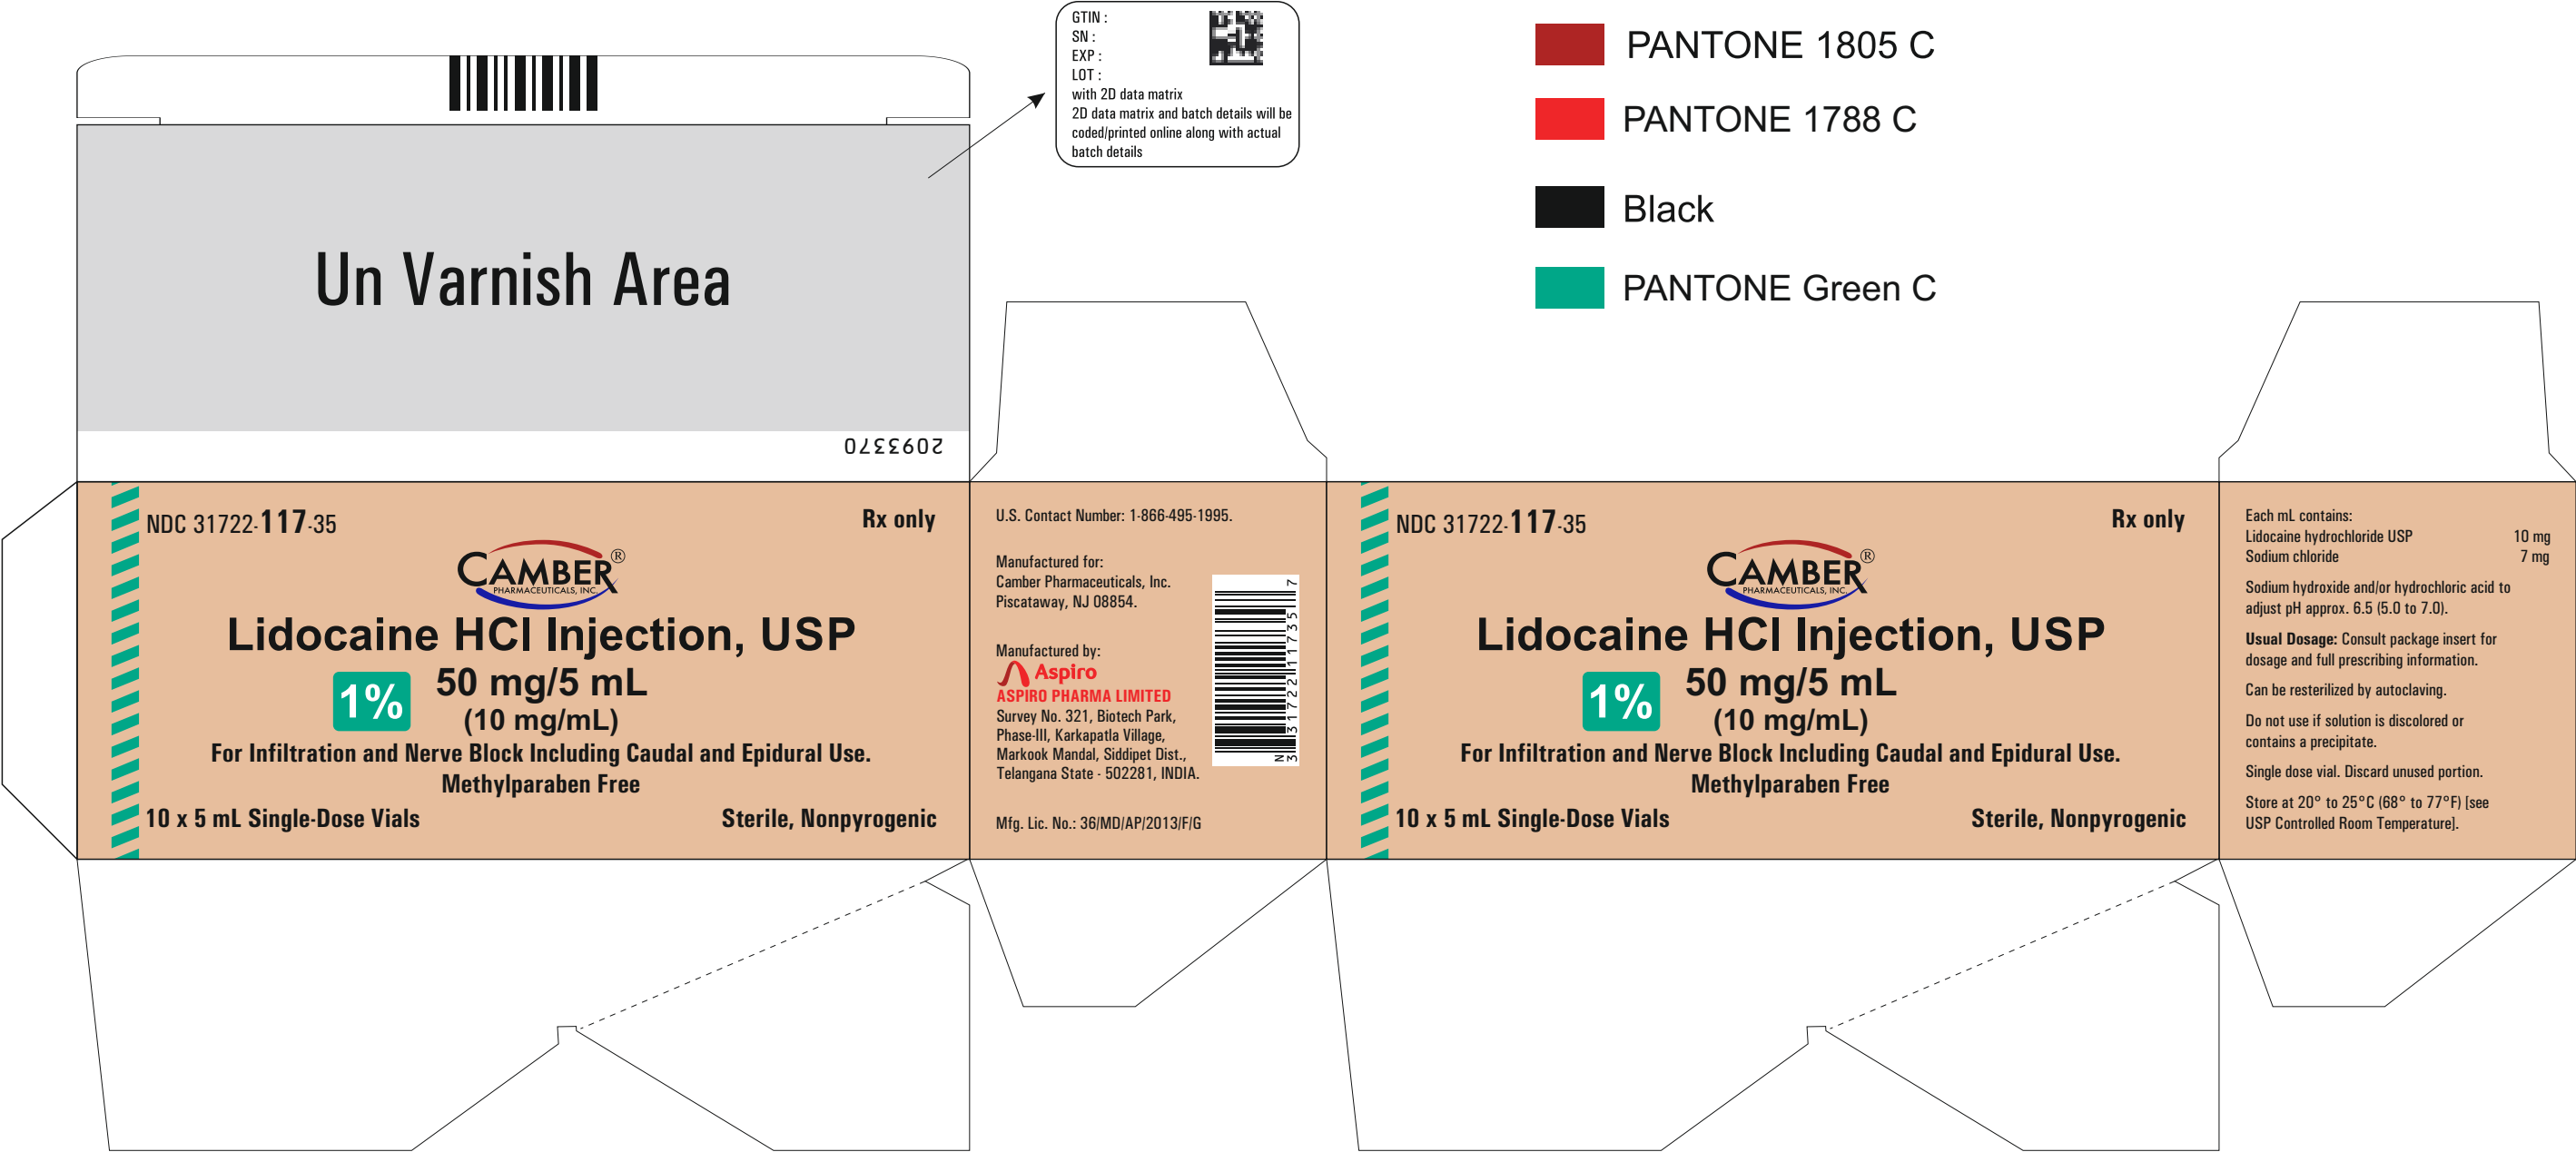 GTIN :
SN :
EXP :
LOT :
with 2D data matrix
2D data matrix and batch details will be
coded/printed online along with actual
batch details
PANTONE 1805 C
PANTONE 1788 C
Black
PANTONE Green C
Un Varnish Area
2093370
NDC 31722-117-35
Rx only
CAMBER®
PHARMACEUTICALS, INC.
Lidocaine HCl Injection, USP
1%
50 mg/5 mL
(10 mg/mL)
For Infiltration and Nerve Block Including Caudal and Epidural Use.
Methylparaben Free
10 x 5 mL Single-Dose Vials
Sterile, Nonpyrogenic
U.S. Contact Number: 1-866-495-1995.
Manufactured for:
Camber Pharmaceuticals, Inc.
Piscataway, NJ 08854.
Manufactured by:
Aspiro
ASPIRO PHARMA LIMITED
Survey No. 321, Biotech Park,
Phase-III, Karkapatla Village,
Markook Mandal, Siddipet Dist.,
Telangana State - 502281, INDIA.
Mfg. Lic. No.: 36/MD/AP/2013/F/G
N
3 31722 11735 7
NDC 31722-117-35
Rx only
CAMBER®
PHARMACEUTICALS, INC.
Lidocaine HCl Injection, USP
1%
50 mg/5 mL
(10 mg/mL)
For Infiltration and Nerve Block Including Caudal and Epidural Use.
Methylparaben Free
10 x 5 mL Single-Dose Vials
Sterile, Nonpyrogenic
Each mL contains:
Lidocaine hydrochloride USP 10 mg
Sodium chloride 7 mg
Sodium hydroxide and/or hydrochloric acid to
adjust pH approx. 6.5 (5.0 to 7.0).
Usual Dosage: Consult package insert for
dosage and full prescribing information.
Can be resterilized by autoclaving.
Do not use if solution is discolored or
contains a precipitate.
Single dose vial. Discard unused portion.
Store at 20° to 25°C (68° to 77°F) [see
USP Controlled Room Temperature].